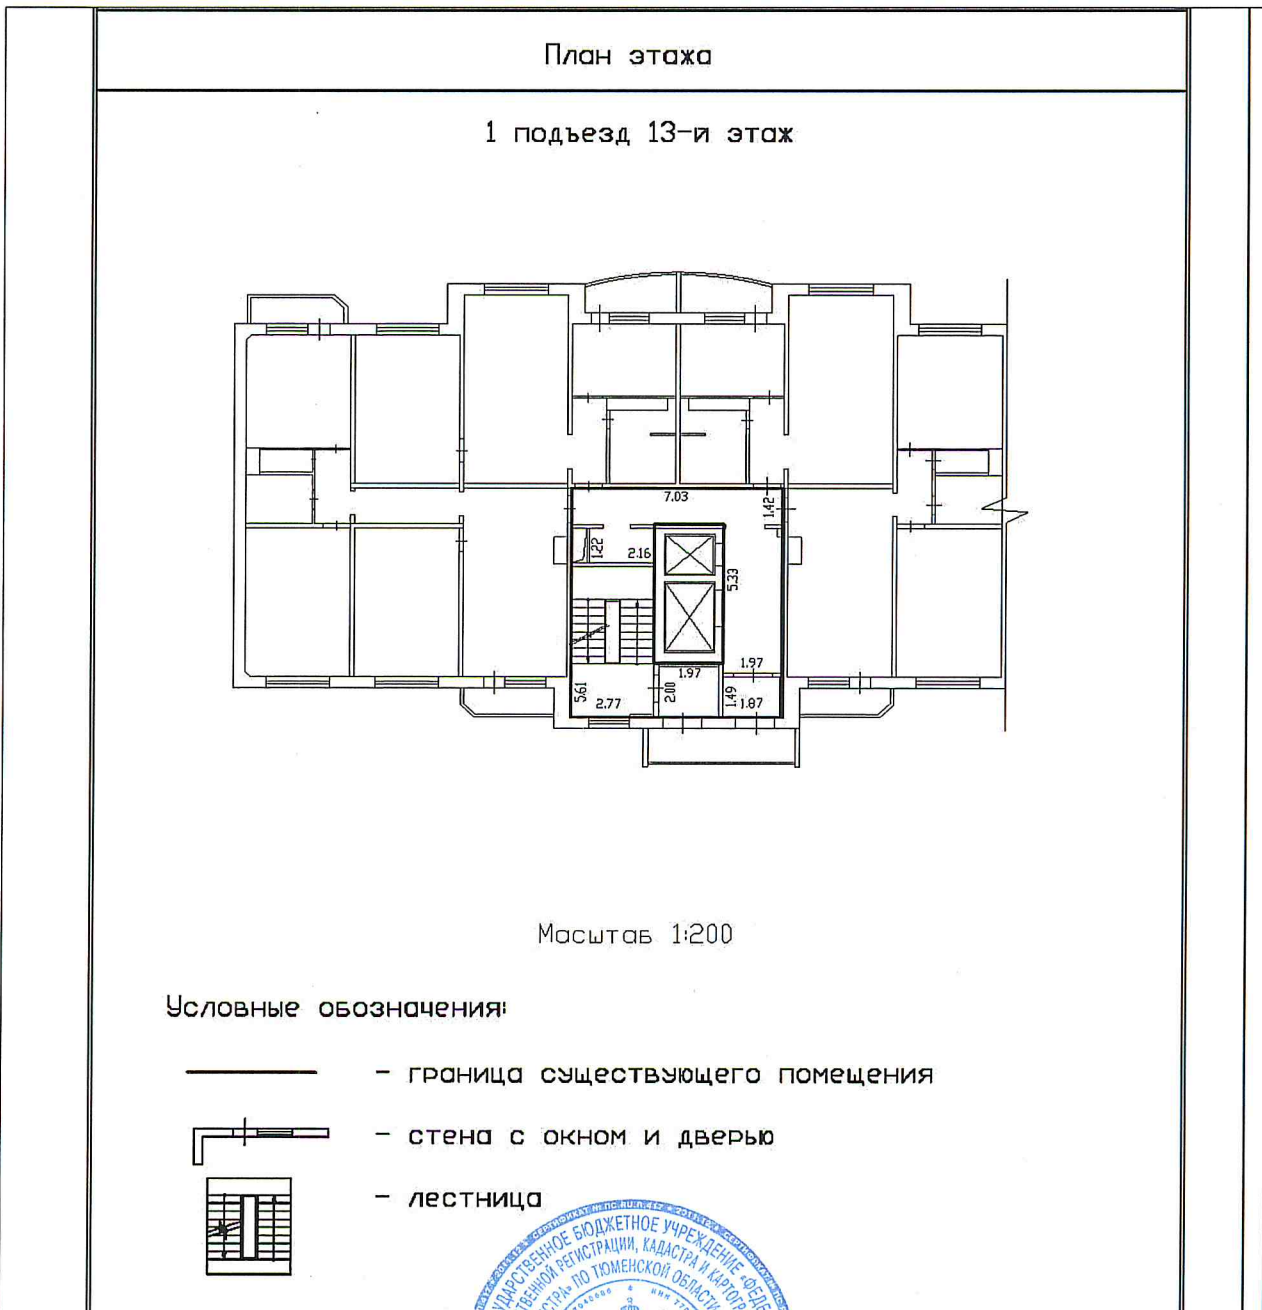 План этажа
1 подъезд 13-и этаж
7.03
1.42
1.22
2.16
5.33
1.97
1.97
5.61
2.77
2.00
1.49
1.87
Масштаб 1:200
Условные обозначения:
- граница существующего помещения
- стена с окном и дверью
- лестница
БЮДЖЕТНОЕ УЧРЕЖДЕНИЕ
РЕГИСТРАЦИИ, КАДАСТРА И
ПО ТЮМЕНСКОЙ ОБЛАСТИ